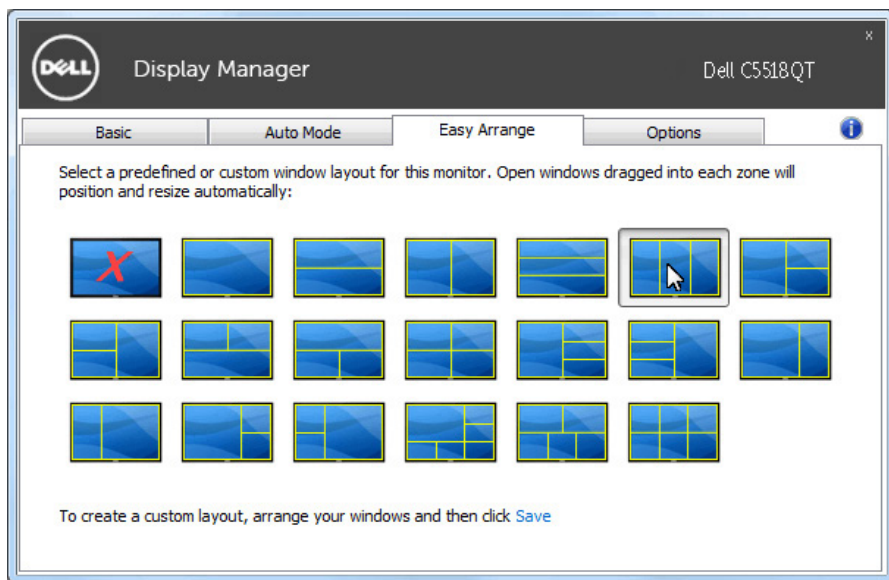 x
DELL
Display Manager
Dell C5518QT
Basic
Auto Mode
Easy Arrange
Options
i
Select a predefined or custom window layout for this monitor. Open windows dragged into each zone will
position and resize automatically:
X
To create a custom layout, arrange your windows and then click Save